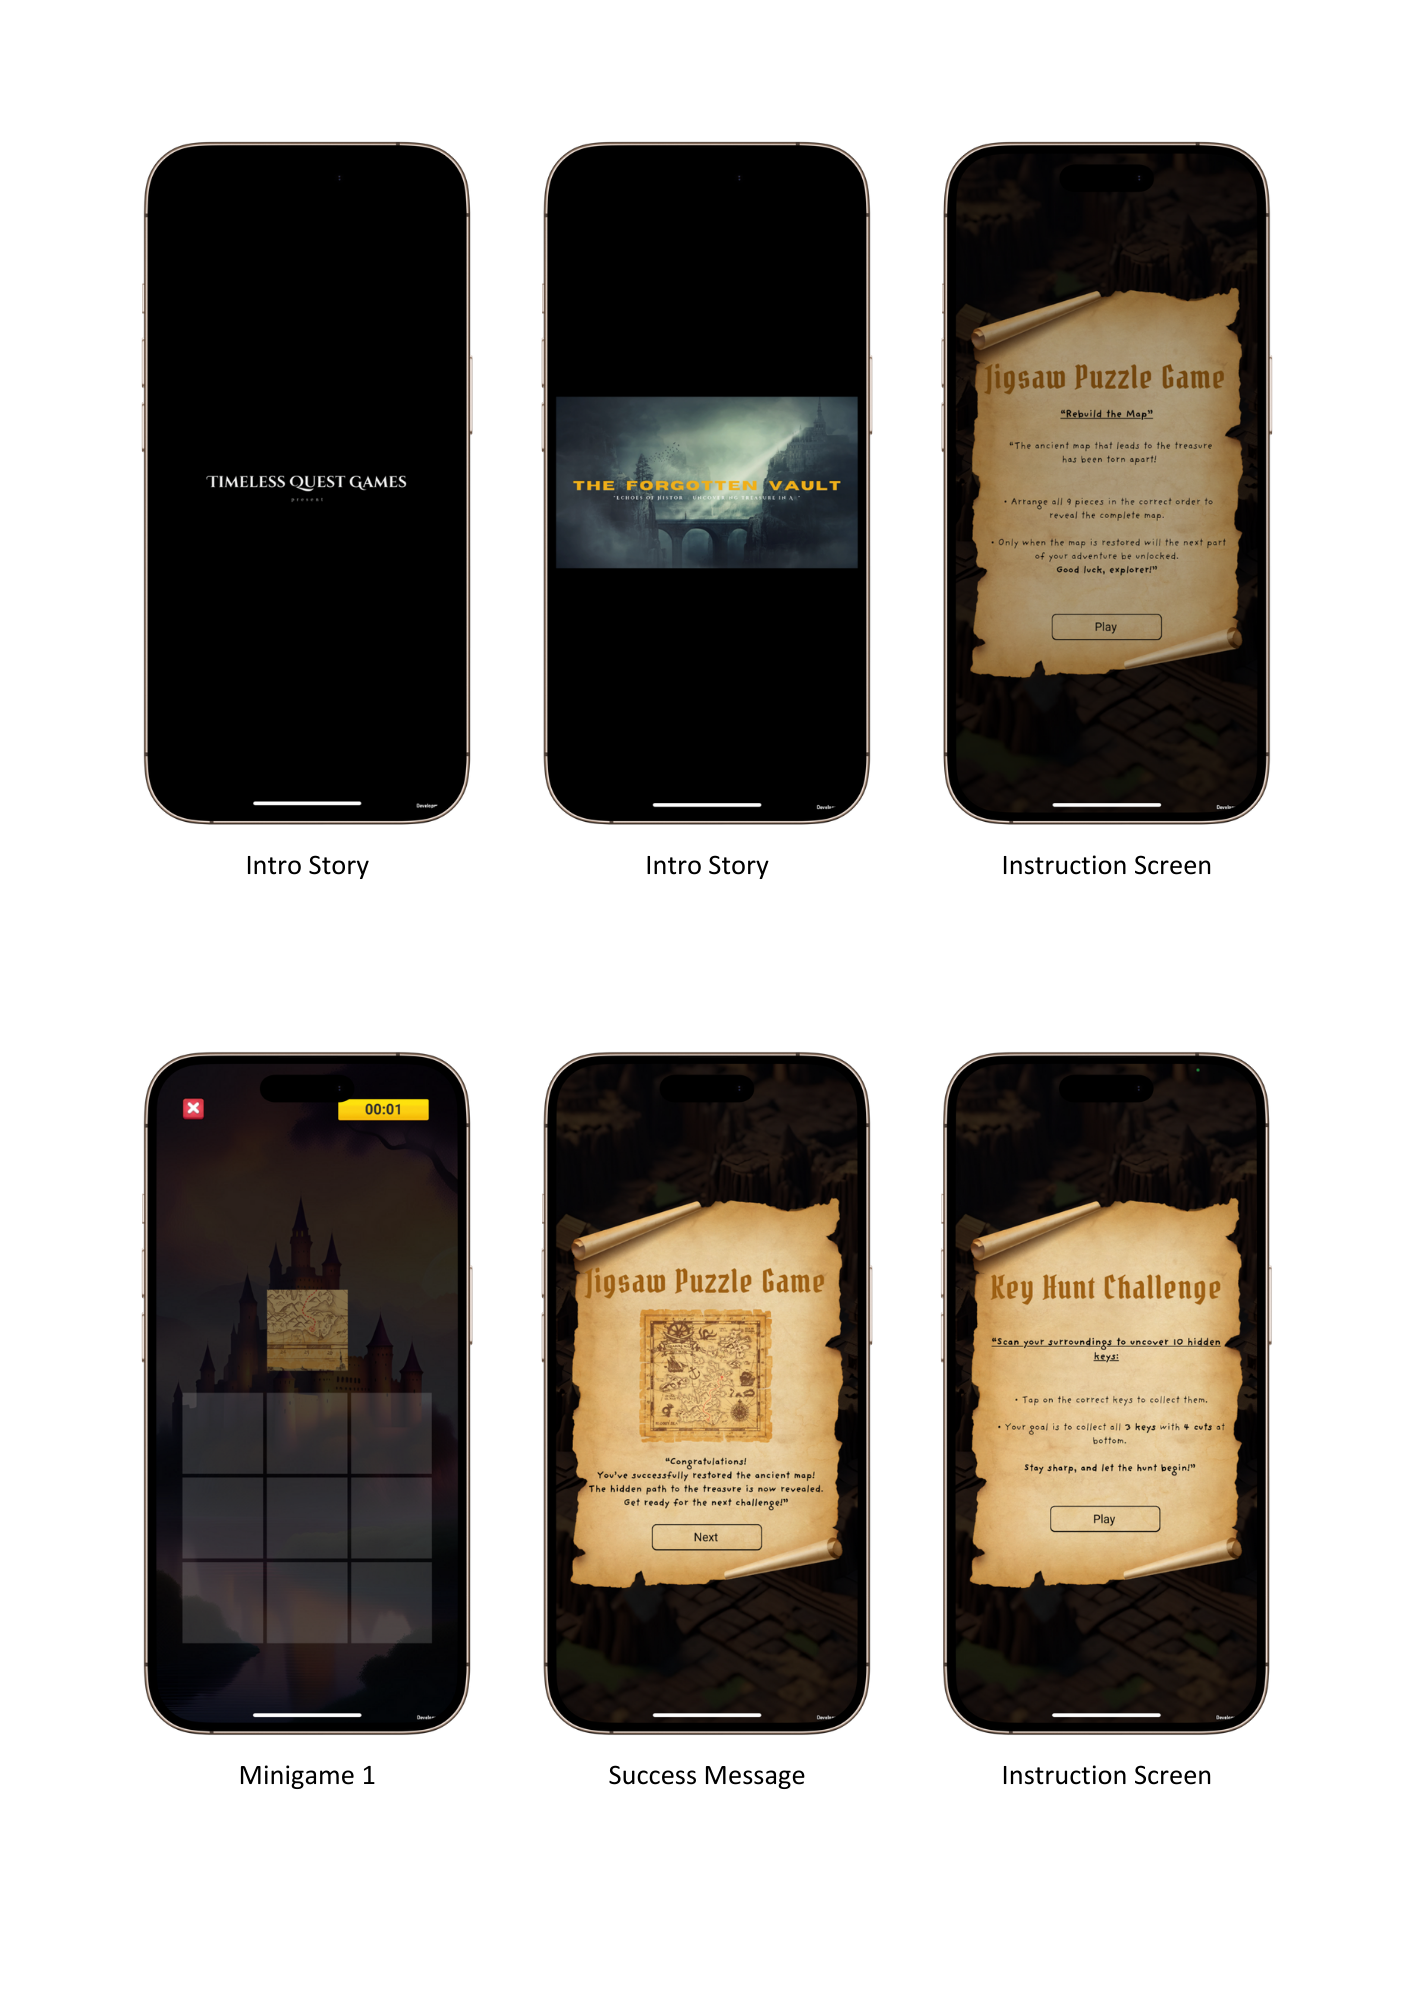 TIMELESS QUEST GAMES
present
THE FORGOTTEN VAULT
"ECHOES OF HISTOR
TREASURE IN A
Jigsaw Puzzle Game
"Rebuild the Map"
"The ancient map that leads to the treasure
has been torn apart!
• Arrange all 9 pieces in the correct order to
reveal the complete map.
• Only when the map is restored will the next part
of your adventure be unlocked.
Good luck, explorer!"
Play
Intro Story
Intro Story
Instruction Screen
00:01
Jigsaw Puzzle Game
"Congratulations!
You've successfully restored the ancient map!
The hidden path to the treasure is now revealed.
Get ready for the next challenge!"
Next
Key Hunt Challenge
"Scan your surroundings to uncover 10 hidden
keys:
• Tap on the correct keys to collect them.
• Your goal is to collect all 3 keys with 4 cuts at
bottom.
Stay sharp, and let the hunt begin!"
Play
Minigame 1
Success Message
Instruction Screen